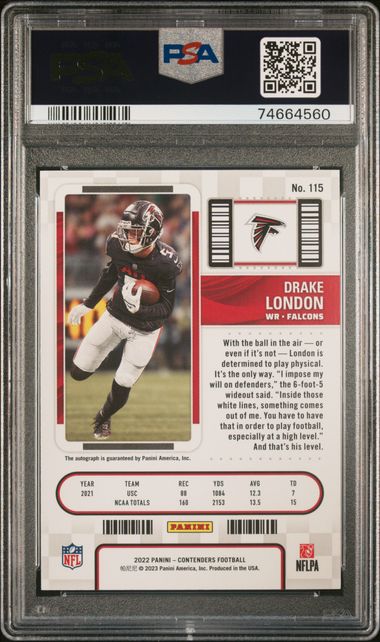 PSA
PSA
74664560
No. 115
DRAKE
LONDON
WR • FALCONS
With the ball in the air — or
even if it's not — London is
determined to play physical.
It's the only way. "I impose my
will on defenders," the 6-foot-5
wideout said. "Inside those
white lines, something comes
out of me. You have to have
that in order to play football,
especially at a high level."
And that's his level.
The autograph is guaranteed by Panini America, Inc.
YEAR TEAM REC YDS AVG TD
2021 USC 88 1084 12.3 7
NCAA TOTALS 160 2153 13.5 15
PANINI
NFL
2022 PANINI – CONTENDERS FOOTBALL
帕尼尼 © 2023 Panini America, Inc. Produced in the USA.
NFLPA